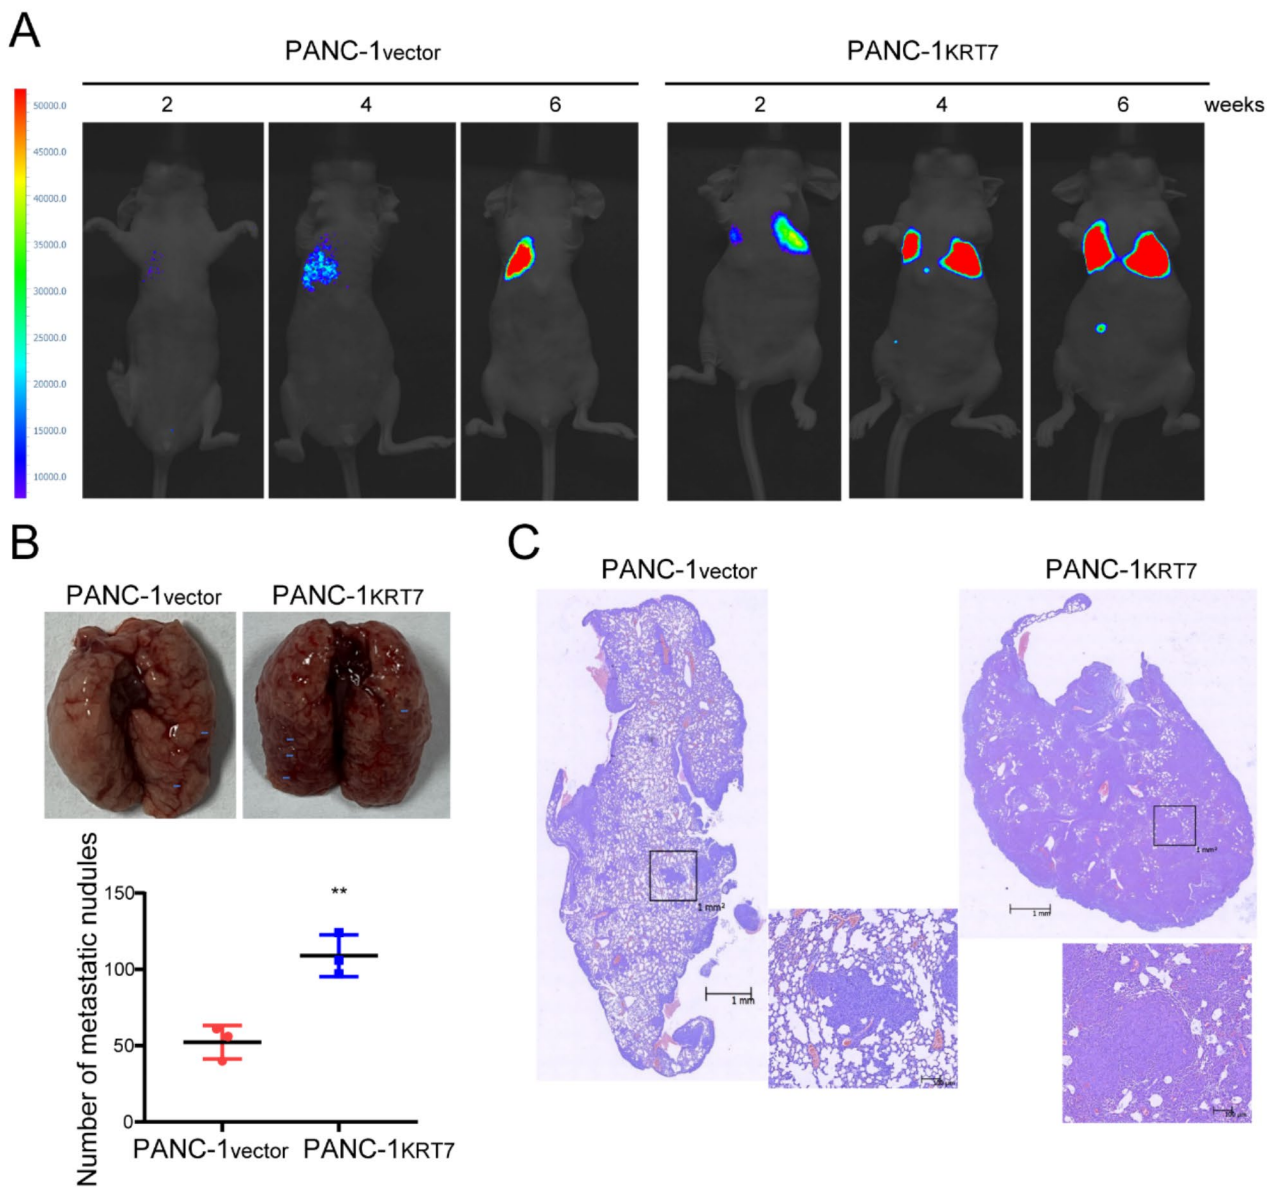 A
PANC-1vector
PANC-1KRT7
2 4 6 2 4 6 weeks
50000.0
45000.0
40000.0
35000.0
30000.0
25000.0
20000.0
15000.0
10000.0
B
PANC-1vector PANC-1KRT7
Number of metastatic nudules
150
100
50
0
**
PANC-1vector PANC-1KRT7
C
PANC-1vector PANC-1KRT7
1 mm²
1 mm
1 mm²
1 mm
100 µm